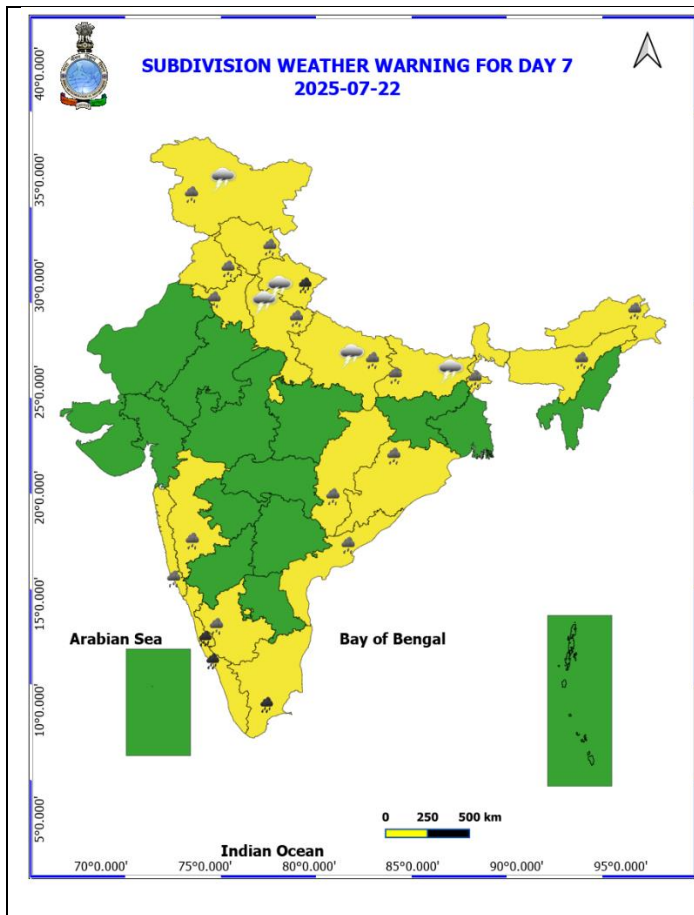 SUBDIVISION WEATHER WARNING FOR DAY 7
2025-07-22
40°0.000'
35°0.000'
30°0.000'
25°0.000'
20°0.000'
15°0.000'
10°0.000'
5°0.000'
Arabian Sea
Bay of Bengal
0 250 500 km
Indian Ocean
70°0.000' 75°0.000' 80°0.000' 85°0.000' 90°0.000' 95°0.000'